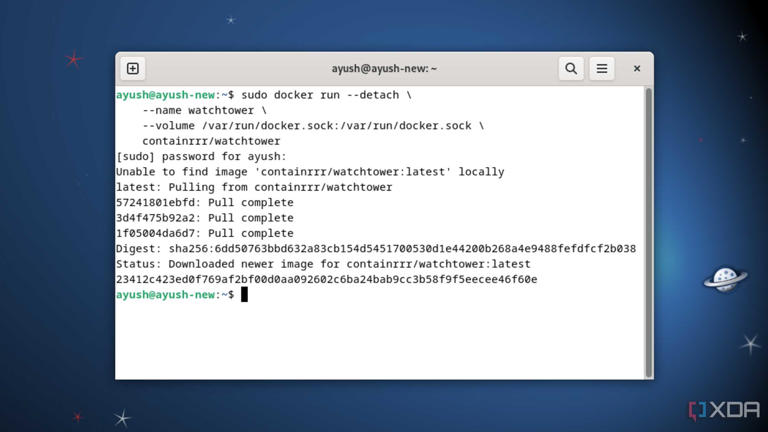 ayush@ayush-new: ~
ayush@ayush-new:~$ sudo docker run --detach \
    --name watchtower \
    --volume /var/run/docker.sock:/var/run/docker.sock \
    containrrr/watchtower
[sudo] password for ayush:
Unable to find image 'containrrr/watchtower:latest' locally
latest: Pulling from containrrr/watchtower
57241801ebfd: Pull complete
3d4f475b92a2: Pull complete
1f05004da6d7: Pull complete
Digest: sha256:6dd50763bbd632a83cb154d5451700530d1e44200b268a4e9488fefdfcf2b038
Status: Downloaded newer image for containrrr/watchtower:latest
23412c423ed0f769af2bf00d0aa092602c6ba24bab9cc3b58f9f5eecee46f60e
ayush@ayush-new:~$
XDA